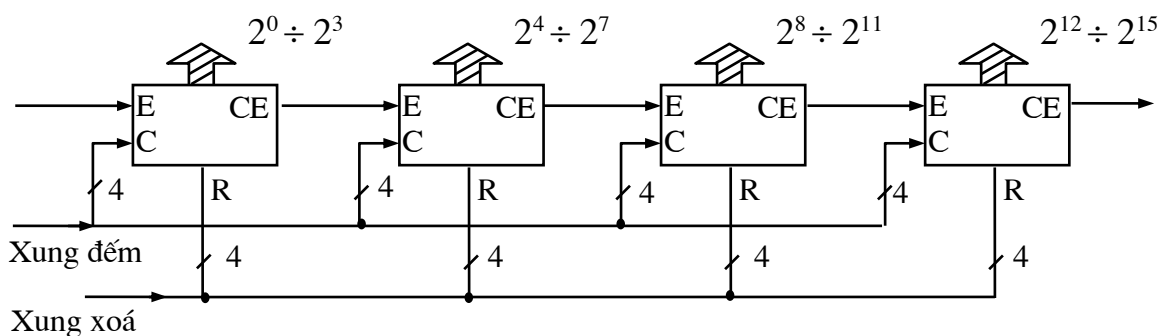 2⁰ ÷ 2³ 2⁴ ÷ 2⁷ 2⁸ ÷ 2¹¹ 2¹² ÷ 2¹⁵
E CE E CE E CE E CE
C C C C
4 R 4 R 4 R 4 R
Xung đếm 4 4 4 4
Xung xoá